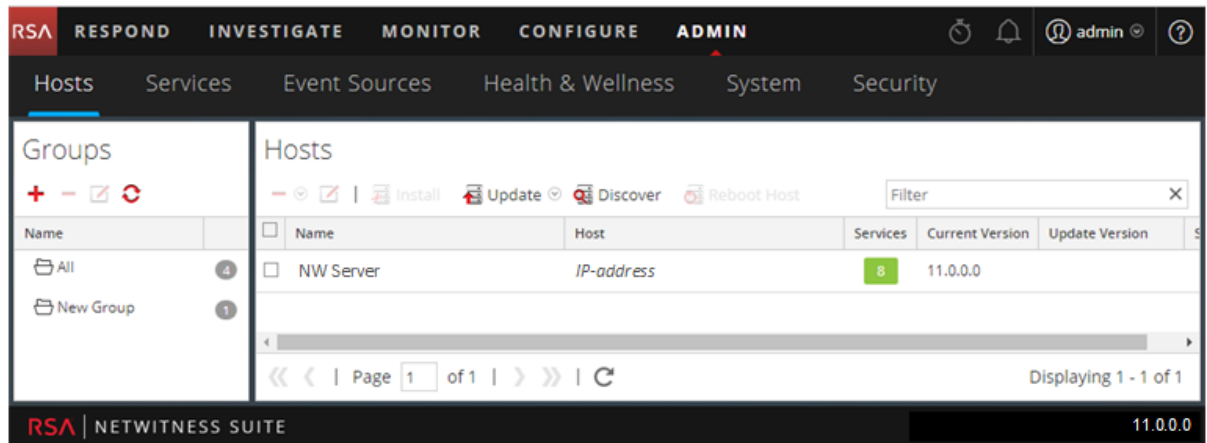 RSA RESPOND INVESTIGATE MONITOR CONFIGURE ADMIN admin ?
Hosts Services Event Sources Health & Wellness System Security
Groups
Name
All 4
New Group 1
Hosts
Install Update Discover Reboot Host Filter
Name Host Services Current Version Update Version S
NW Server IP-address 8 11.0.0.0
Page 1 of 1 Displaying 1 - 1 of 1
RSA NETWITNESS SUITE 11.0.0.0